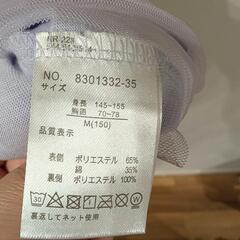 NO. 8301332-35
サイズ
身長 145-155
胸囲 70-78
M(150)
品質表示
表側 ポリエステル 65%
綿 35%
裏側 ポリエステル 100%
裏返してネット使用